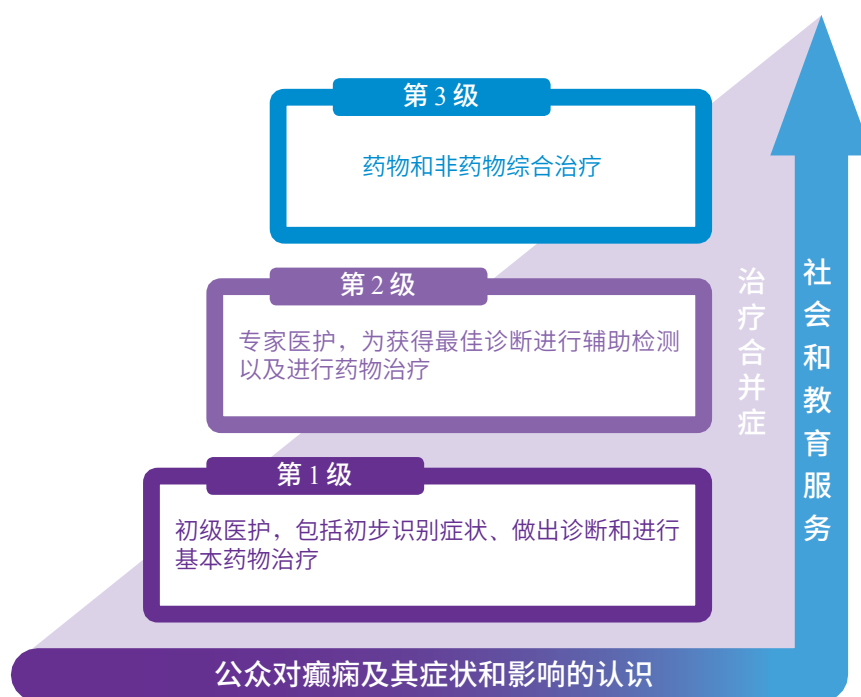 第 3 级
药物和非药物综合治疗
第 2 级
专家医护，为获得最佳诊断进行辅助检测
以及进行药物治疗
第 1 级
初级医护，包括初步识别症状、做出诊断和进行
基本药物治疗
治疗合并症
社会和教育服务
公众对癫痫及其症状和影响的认识